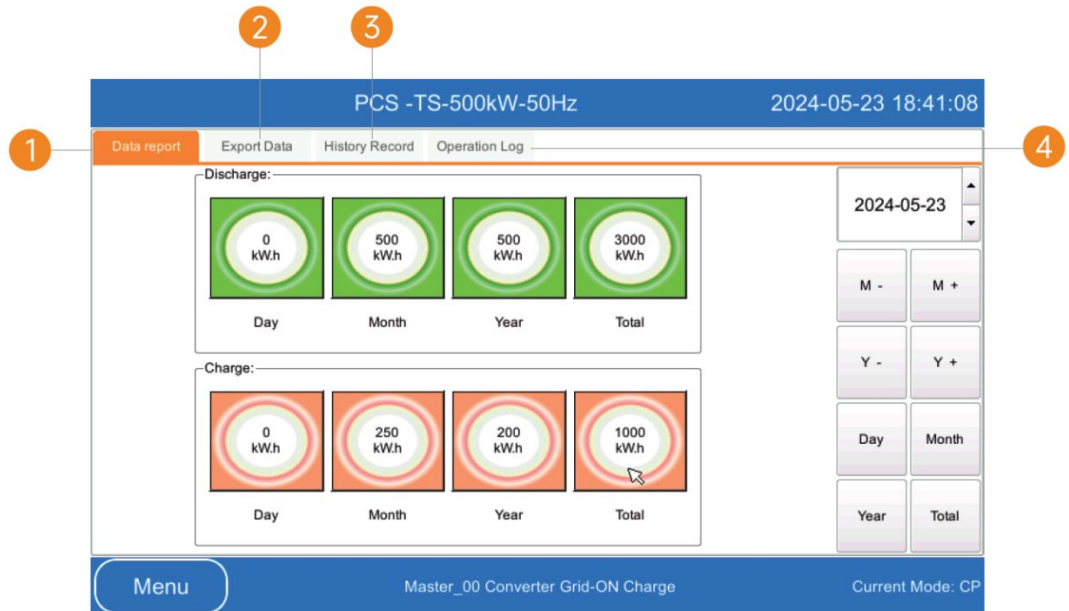 2 3
PCS -TS-500kW-50Hz 2024-05-23 18:41:08
1 Data report Export Data History Record Operation Log 4
Discharge:
0 kW.h 500 kW.h 500 kW.h 3000 kW.h
Day Month Year Total
Charge:
0 kW.h 250 kW.h 200 kW.h 1000 kW.h
Day Month Year Total
2024-05-23
M - M +
Y - Y +
Day Month
Year Total
Menu Master_00 Converter Grid-ON Charge Current Mode: CP